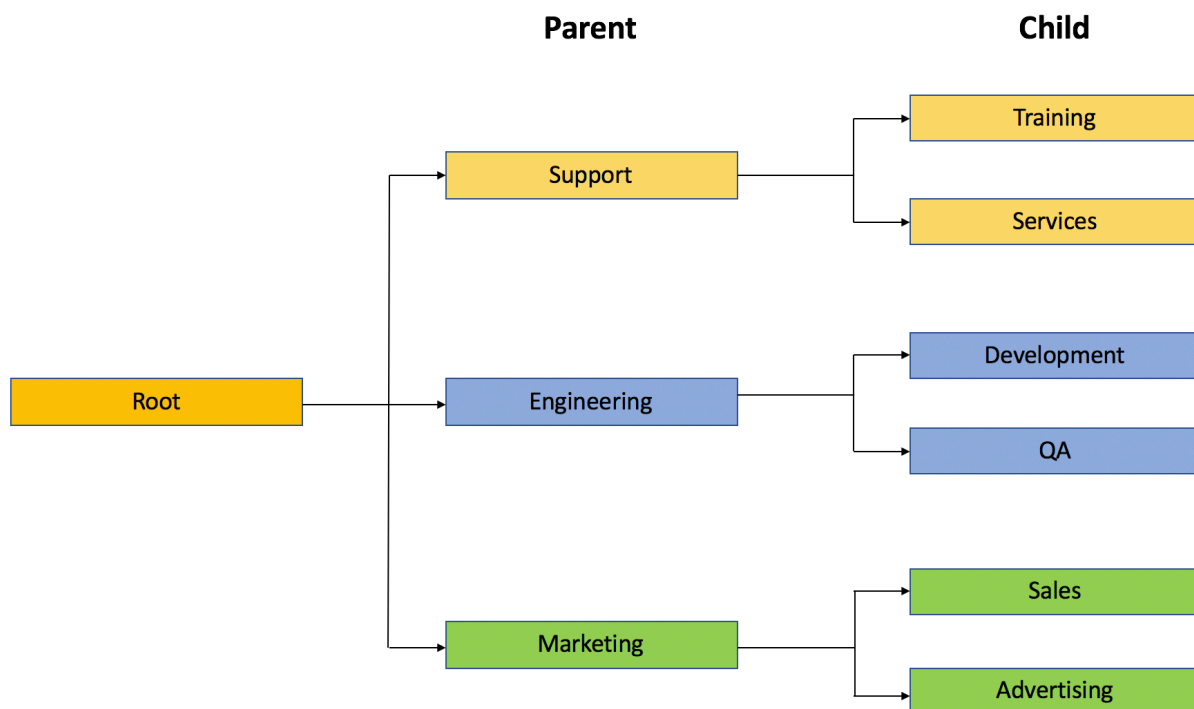 Parent
Child
Training
Support
Services
Development
Root
Engineering
QA
Sales
Marketing
Advertising